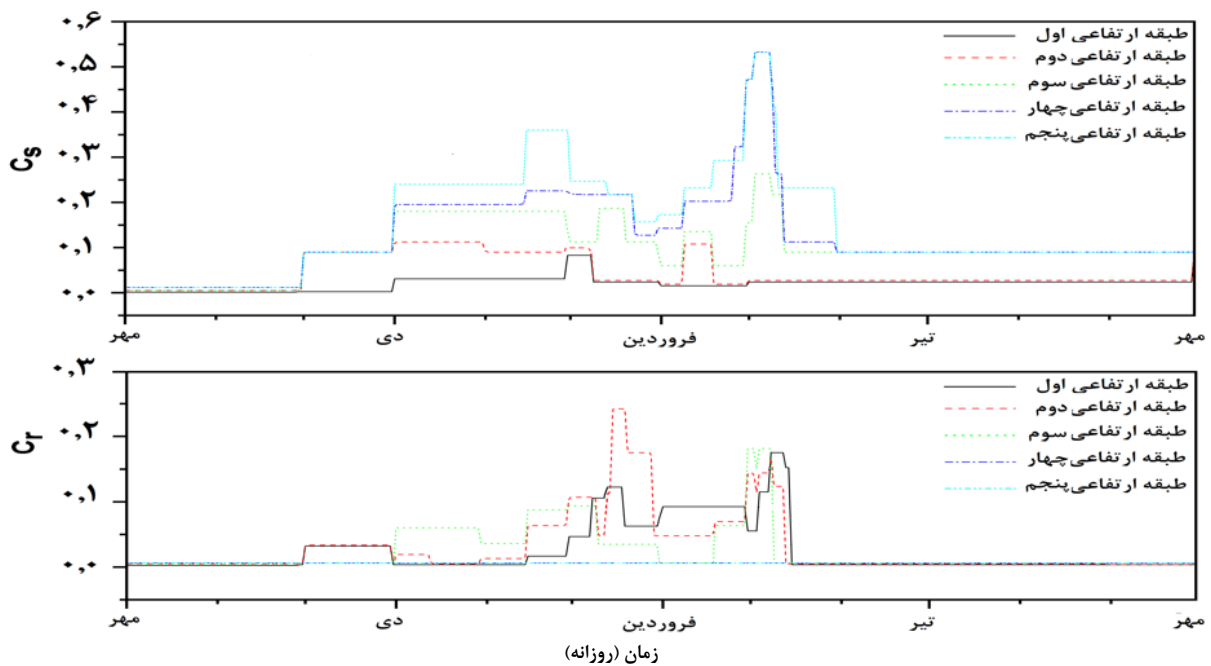 ۰,۶
۰,۵
۰,۴
۰,۳
۰,۲
۰,۱
۰,۰
Cs
طبقه ارتفاعی اول
طبقه ارتفاعی دوم
طبقه ارتفاعی سوم
طبقه ارتفاعی چهار
طبقه ارتفاعی پنجم
مهر
دی
فروردین
تیر
مهر
۰,۳
۰,۲
۰,۱
۰,۰
Cr
طبقه ارتفاعی اول
طبقه ارتفاعی دوم
طبقه ارتفاعی سوم
طبقه ارتفاعی چهار
طبقه ارتفاعی پنجم
مهر
دی
فروردین
تیر
مهر
زمان (روزانه)